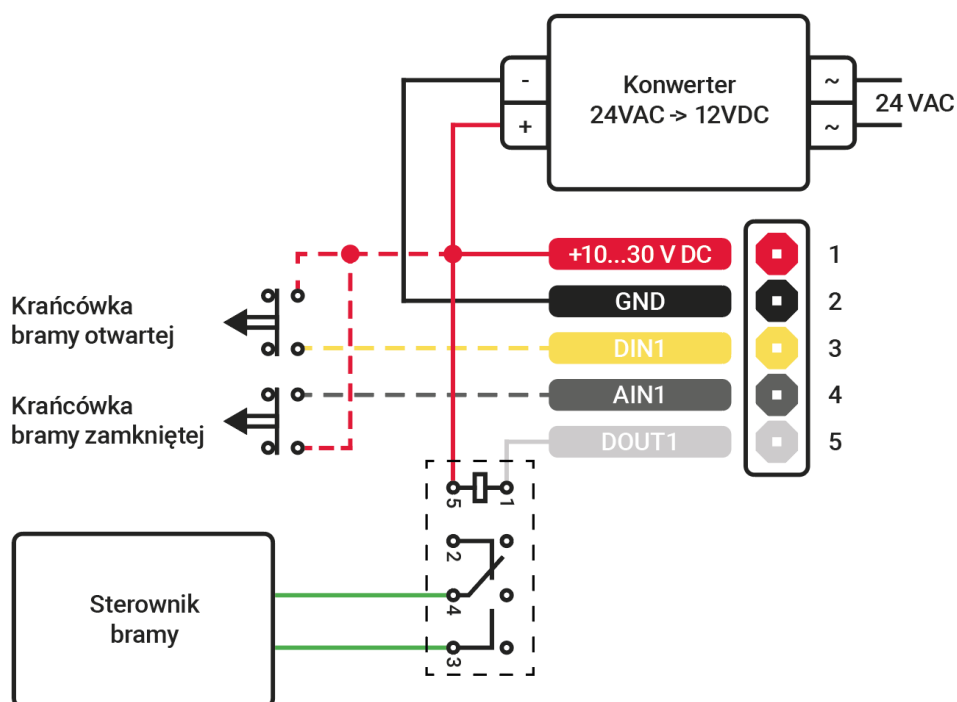 -
+
Konwerter
24VAC -> 12VDC
~
~
24 VAC
+10...30 V DC
1
GND
2
DIN1
3
AIN1
4
DOUT1
5
Krańcówka
bramy otwartej
Krańcówka
bramy zamkniętej
5
1
2
4
3
Sterownik
bramy